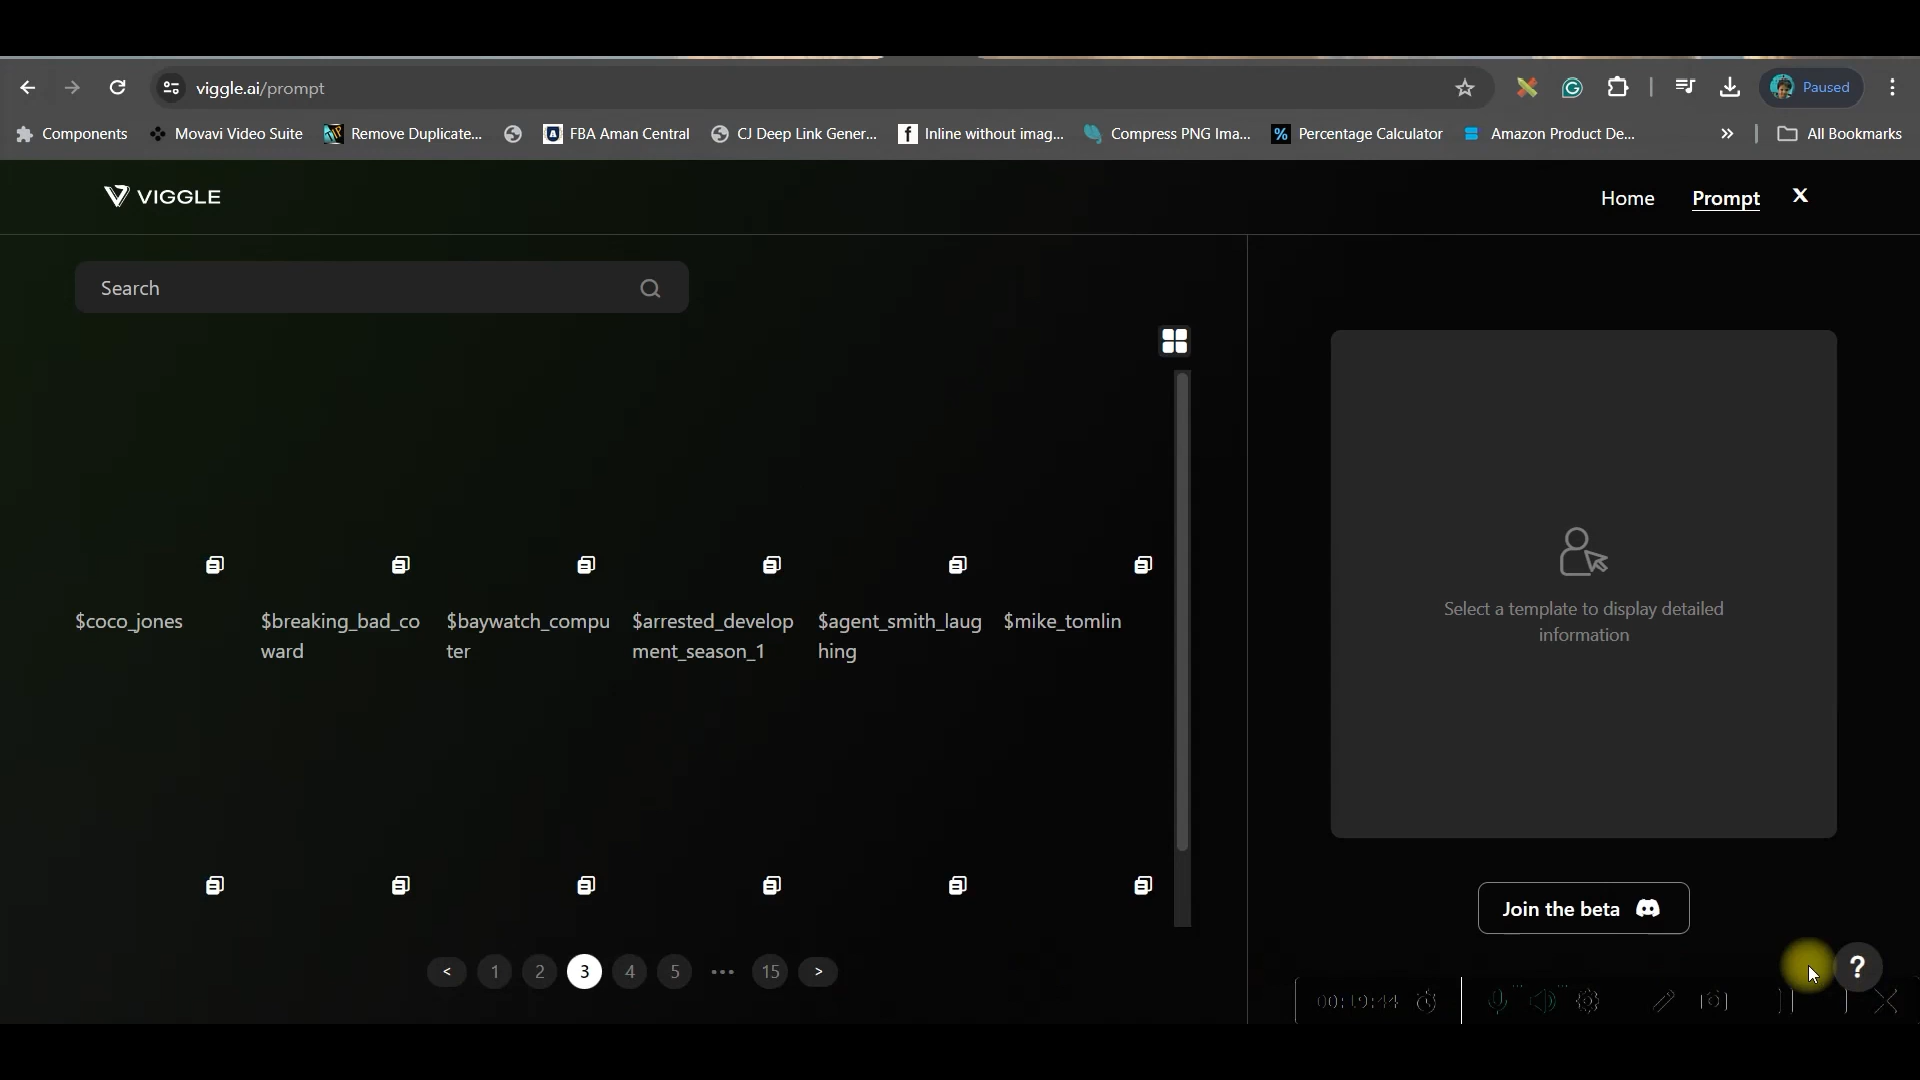 viggle.ai/prompt
Paused
Components
Movavi Video Suite
Remove Duplicate...
FBA Aman Central
CJ Deep Link Gener...
Inline without imag...
Compress PNG Ima...
Percentage Calculator
Amazon Product De...
All Bookmarks
VIGGLE
Home
Prompt
X
Search
$coco_jones
$breaking_bad_co
ward
$baywatch_compu
ter
$arrested_develop
ment_season_1
$agent_smith_laug
hing
$mike_tomlin
Select a template to display detailed
information
Join the beta
?
< 1 2 3 4 5 ••• 15 >
00:19:44